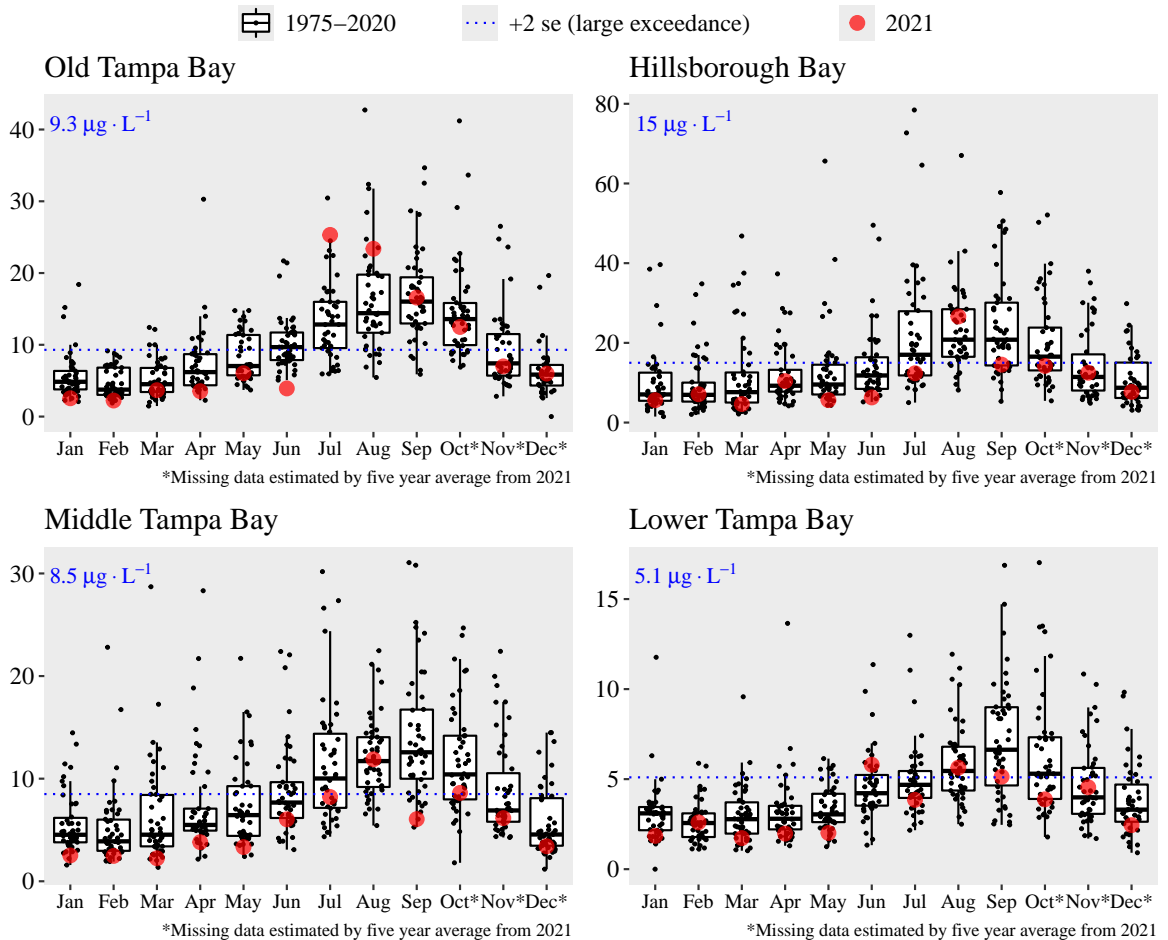 1975–2020 +2 se (large exceedance) 2021
Old Tampa Bay
9.3 μg · L⁻¹
40
30
20
10
0
Jan Feb Mar Apr May Jun Jul Aug Sep Oct* Nov* Dec*
*Missing data estimated by five year average from 2021
Hillsborough Bay
15 μg · L⁻¹
80
60
40
20
0
Jan Feb Mar Apr May Jun Jul Aug Sep Oct* Nov* Dec*
*Missing data estimated by five year average from 2021
Middle Tampa Bay
8.5 μg · L⁻¹
30
20
10
0
Jan Feb Mar Apr May Jun Jul Aug Sep Oct* Nov* Dec*
*Missing data estimated by five year average from 2021
Lower Tampa Bay
5.1 μg · L⁻¹
15
10
5
0
Jan Feb Mar Apr May Jun Jul Aug Sep Oct* Nov* Dec*
*Missing data estimated by five year average from 2021